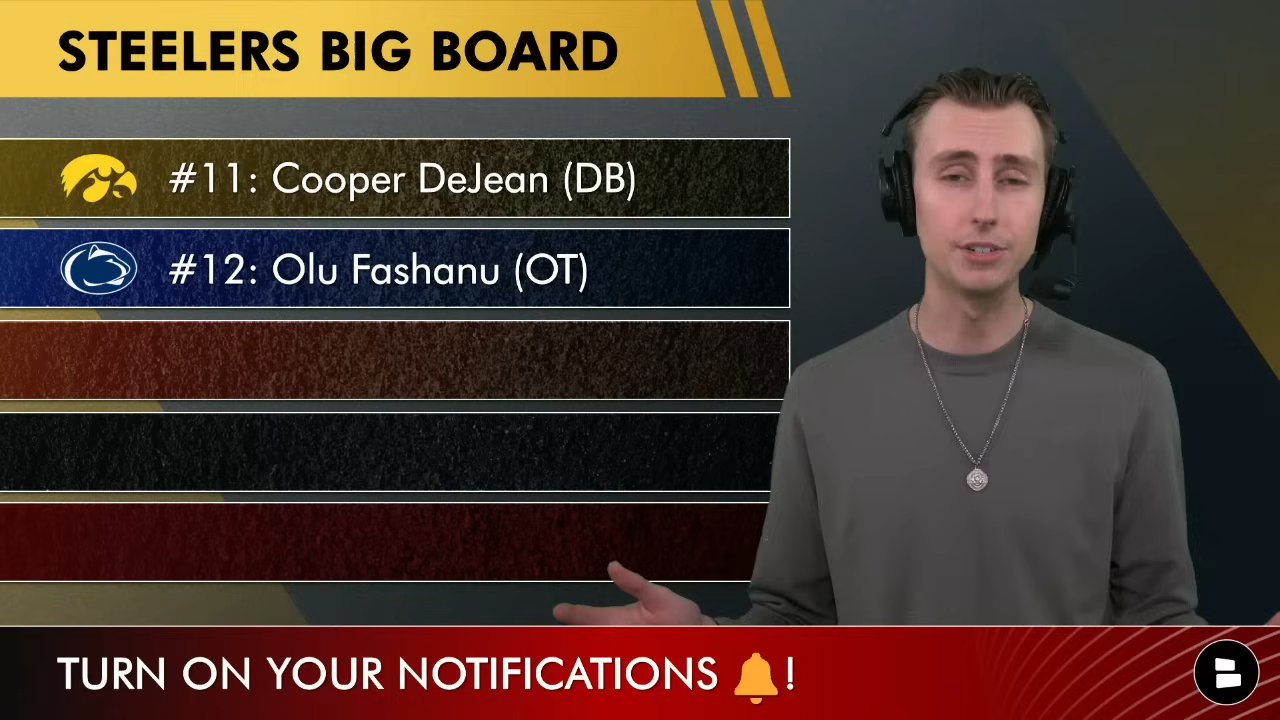 STEELERS BIG BOARD
#11: Cooper DeJean (DB)
#12: Olu Fashanu (OT)
TURN ON YOUR NOTIFICATIONS 🔔!